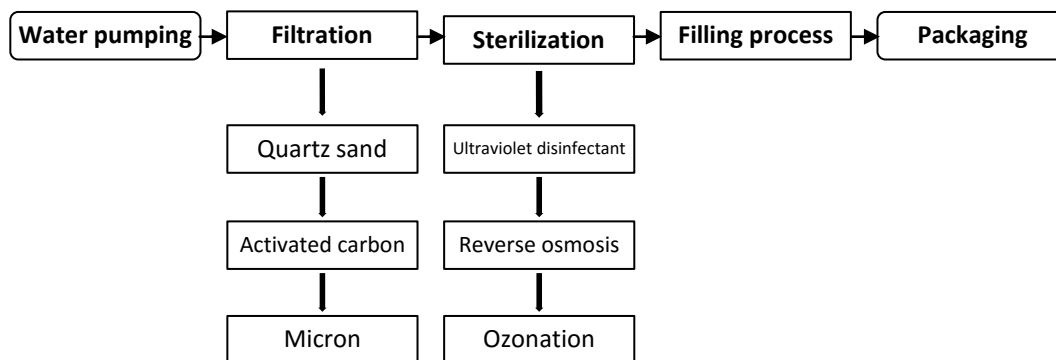 Water pumping
Filtration
Sterilization
Filling process
Packaging
Quartz sand
Ultraviolet disinfectant
Activated carbon
Reverse osmosis
Micron
Ozonation